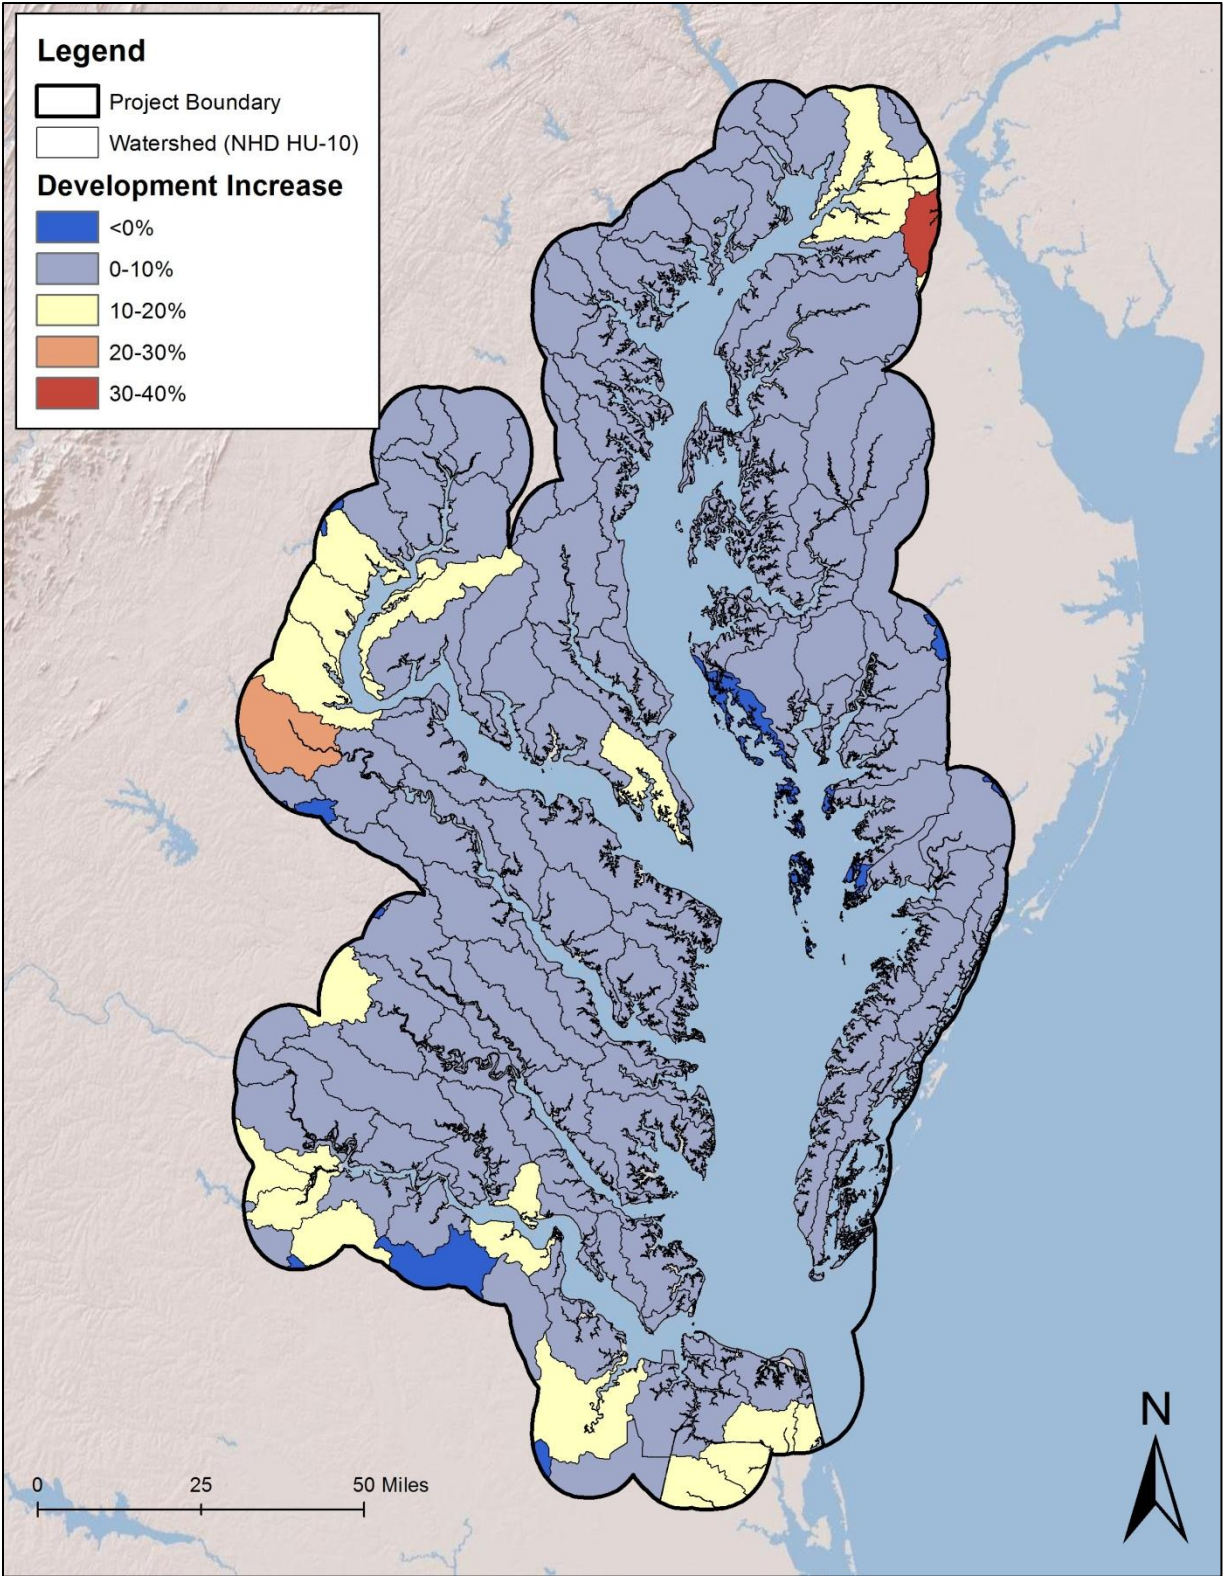 Legend
Project Boundary
Watershed (NHD HU-10)
Development Increase
<0%
0-10%
10-20%
20-30%
30-40%
N
0 25 50 Miles